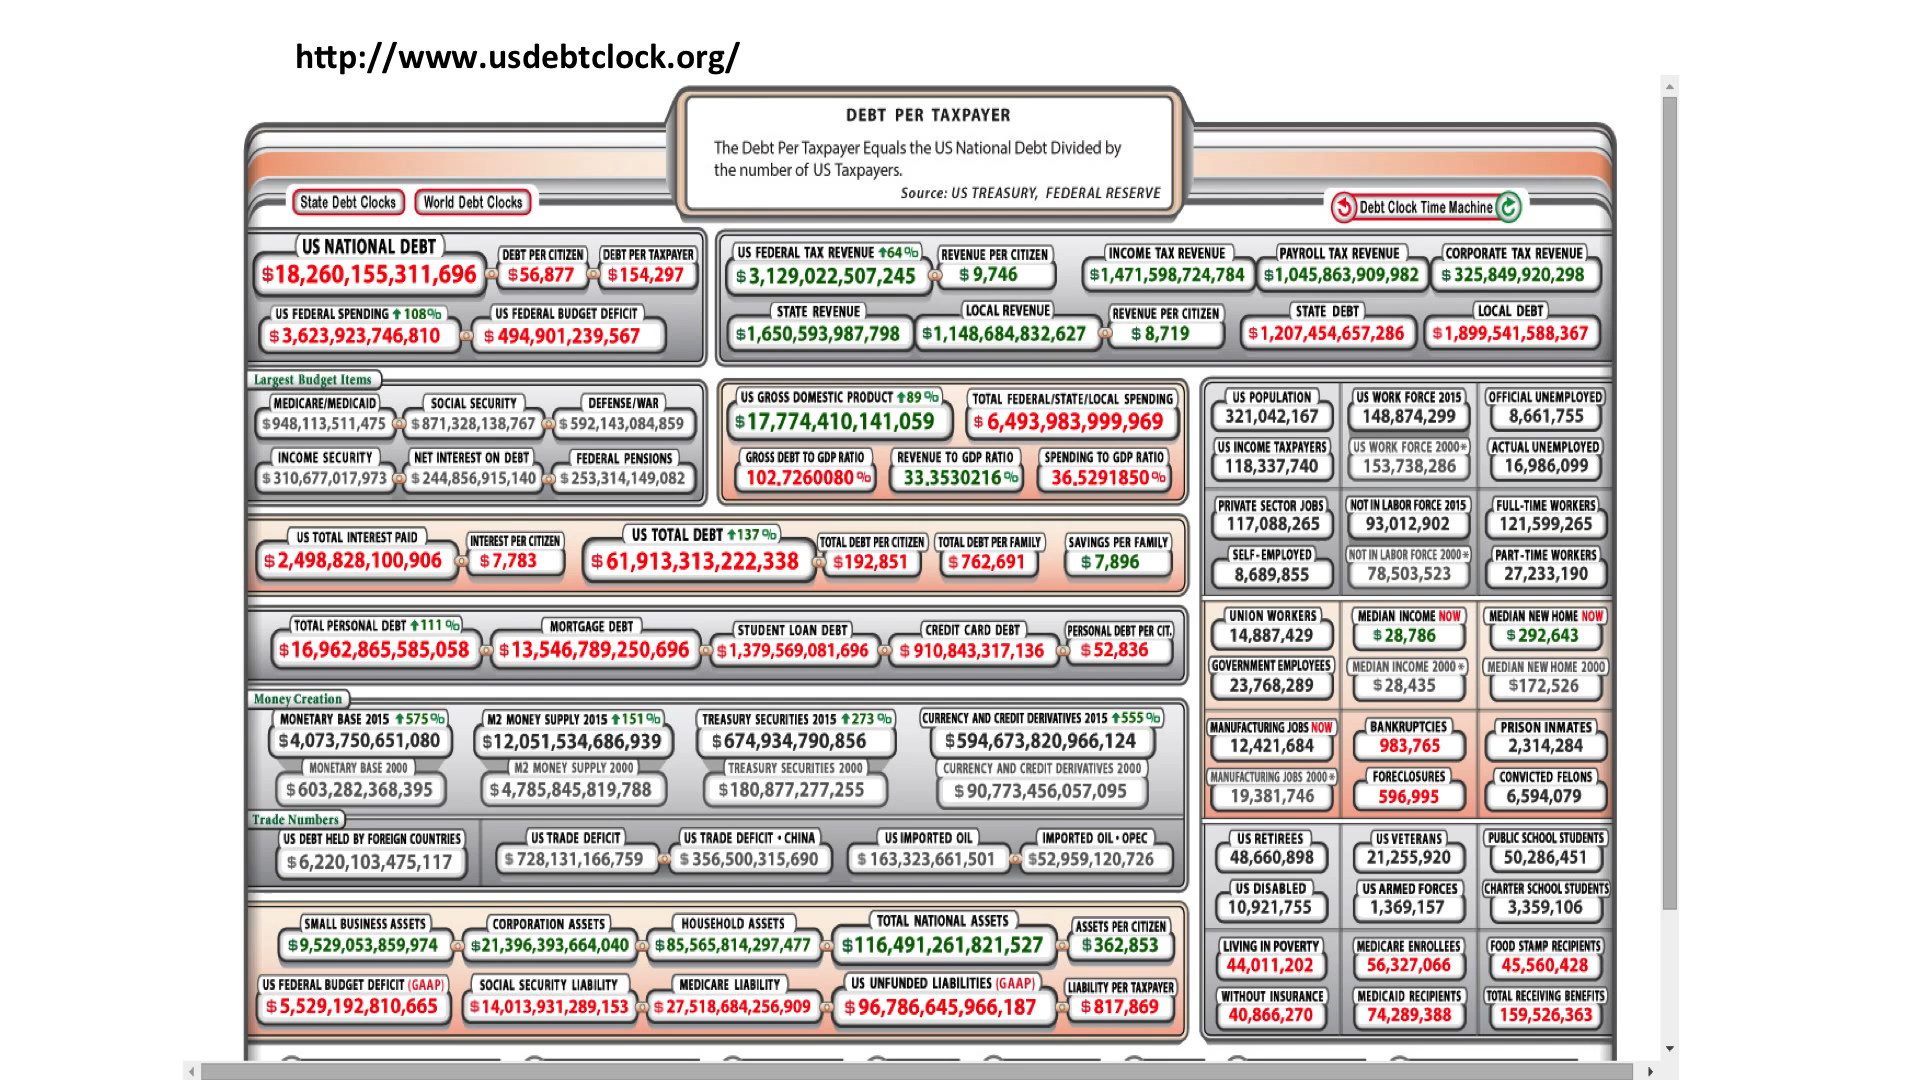 http://www.usdebtclock.org/
DEBT PER TAXPAYER
The Debt Per Taxpayer Equals the US National Debt Divided by
the number of US Taxpayers.
Source: US TREASURY, FEDERAL RESERVE
State Debt Clocks World Debt Clocks
Debt Clock Time Machine
US NATIONAL DEBT DEBT PER CITIZEN DEBT PER TAXPAYER
$18,260,155,311,696 $56,877 $154,297
US FEDERAL SPENDING ↑108% US FEDERAL BUDGET DEFICIT
$3,623,923,746,810 $494,901,239,567
US FEDERAL TAX REVENUE ↑64% REVENUE PER CITIZEN INCOME TAX REVENUE PAYROLL TAX REVENUE CORPORATE TAX REVENUE
$3,129,022,507,245 $9,746 $1,471,598,724,784 $1,045,863,909,982 $325,849,920,298
STATE REVENUE LOCAL REVENUE REVENUE PER CITIZEN STATE DEBT LOCAL DEBT
$1,650,593,987,798 $1,148,684,832,627 $8,719 $1,207,454,657,286 $1,899,541,588,367
Largest Budget Items
MEDICARE/MEDICAID SOCIAL SECURITY DEFENSE/WAR
$948,113,511,475 $871,328,138,767 $592,143,084,859
INCOME SECURITY NET INTEREST ON DEBT FEDERAL PENSIONS
$310,677,017,973 $244,856,915,140 $253,314,149,082
US GROSS DOMESTIC PRODUCT ↑89% TOTAL FEDERAL/STATE/LOCAL SPENDING
$17,774,410,141,059 $6,493,983,999,969
GROSS DEBT TO GDP RATIO REVENUE TO GDP RATIO SPENDING TO GDP RATIO
102.7260080% 33.3530216% 36.5291850%
US TOTAL INTEREST PAID INTEREST PER CITIZEN US TOTAL DEBT ↑137% TOTAL DEBT PER CITIZEN TOTAL DEBT PER FAMILY SAVINGS PER FAMILY
$2,498,828,100,906 $7,783 $61,913,313,222,338 $192,851 $762,691 $7,896
TOTAL PERSONAL DEBT ↑111% MORTGAGE DEBT STUDENT LOAN DEBT CREDIT CARD DEBT PERSONAL DEBT PER CIT.
$16,962,865,585,058 $13,546,789,250,696 $1,379,569,081,696 $910,843,317,136 $52,836
Money Creation
MONETARY BASE 2015 ↑575% M2 MONEY SUPPLY 2015 ↑151% TREASURY SECURITIES 2015 ↑273% CURRENCY AND CREDIT DERIVATIVES 2015 ↑555%
$4,073,750,651,080 $12,051,534,686,939 $674,934,790,856 $594,673,820,966,124
MONETARY BASE 2000 M2 MONEY SUPPLY 2000 TREASURY SECURITIES 2000 CURRENCY AND CREDIT DERIVATIVES 2000
$603,282,368,395 $4,785,845,819,788 $180,877,277,255 $90,773,456,057,095
Trade Numbers
US DEBT HELD BY FOREIGN COUNTRIES US TRADE DEFICIT US TRADE DEFICIT • CHINA US IMPORTED OIL IMPORTED OIL • OPEC
$6,220,103,475,117 $728,131,166,759 $356,500,315,690 $163,323,661,501 $52,959,120,726
SMALL BUSINESS ASSETS CORPORATION ASSETS HOUSEHOLD ASSETS TOTAL NATIONAL ASSETS ASSETS PER CITIZEN
$9,529,053,859,974 $21,396,393,664,040 $85,565,814,297,477 $116,491,261,821,527 $362,853
US FEDERAL BUDGET DEFICIT (GAAP) SOCIAL SECURITY LIABILITY MEDICARE LIABILITY US UNFUNDED LIABILITIES (GAAP) LIABILITY PER TAXPAYER
$5,529,192,810,665 $14,013,931,289,153 $27,518,684,256,909 $96,786,645,966,187 $817,869
US POPULATION US WORK FORCE 2015 OFFICIAL UNEMPLOYED
321,042,167 148,874,299 8,661,755
US INCOME TAXPAYERS US WORK FORCE 2000* ACTUAL UNEMPLOYED
118,337,740 153,738,286 16,986,099
PRIVATE SECTOR JOBS NOT IN LABOR FORCE 2015 FULL-TIME WORKERS
117,088,265 93,012,902 121,599,265
SELF-EMPLOYED NOT IN LABOR FORCE 2000* PART-TIME WORKERS
8,689,855 78,503,523 27,233,190
UNION WORKERS MEDIAN INCOME NOW MEDIAN NEW HOME NOW
14,887,429 $28,786 $292,643
GOVERNMENT EMPLOYEES MEDIAN INCOME 2000* MEDIAN NEW HOME 2000
23,768,289 $28,435 $172,526
MANUFACTURING JOBS NOW BANKRUPTCIES PRISON INMATES
12,421,684 983,765 2,314,284
MANUFACTURING JOBS 2000* FORECLOSURES CONVICTED FELONS
19,381,746 596,995 6,594,079
US RETIREES US VETERANS PUBLIC SCHOOL STUDENTS
48,660,898 21,255,920 50,286,451
US DISABLED US ARMED FORCES CHARTER SCHOOL STUDENTS
10,921,755 1,369,157 3,359,106
LIVING IN POVERTY MEDICARE ENROLLEES FOOD STAMP RECIPIENTS
44,011,202 56,327,066 45,560,428
WITHOUT INSURANCE MEDICAID RECIPIENTS TOTAL RECEIVING BENEFITS
40,866,270 74,289,388 159,526,363